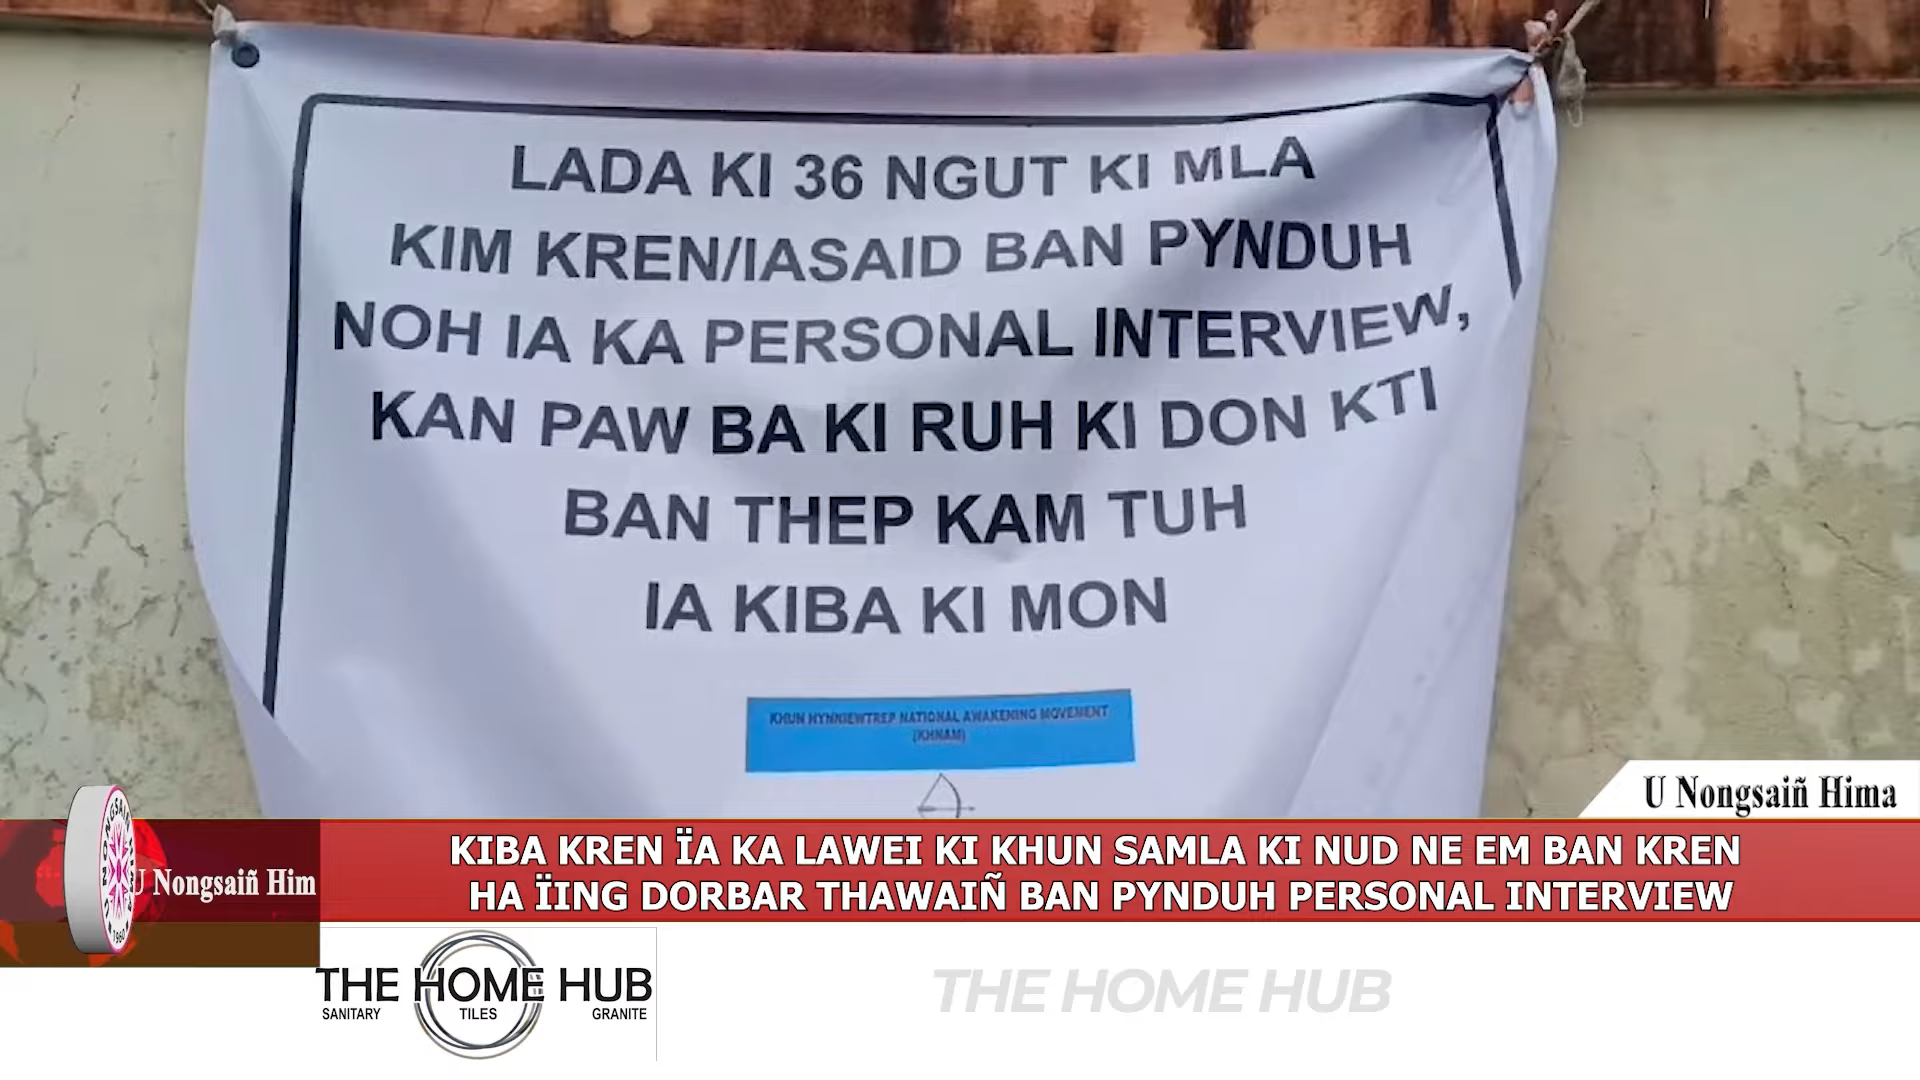 LADA KI 36 NGUT KI MLA
KIM KREN/IASAID BAN PYNDUH
NOH IA KA PERSONAL INTERVIEW,
KAN PAW BA KI RUH KI DON KTI
BAN THEP KAM TUH
IA KIBA KI MON
KHUN HYNNIEWTREP NATIONAL AWAKENING MOVEMENT
(KHNAM)
U Nongsaiñ Hima
KIBA KREN ÏA KA LAWEI KI KHUN SAMLA KI NUD NE EM BAN KREN
HA ÏING DORBAR THAWAIÑ BAN PYNDUH PERSONAL INTERVIEW
U Nongsaiñ Him
1960
THE HOME HUB
SANITARY TILES GRANITE
THE HOME HUB